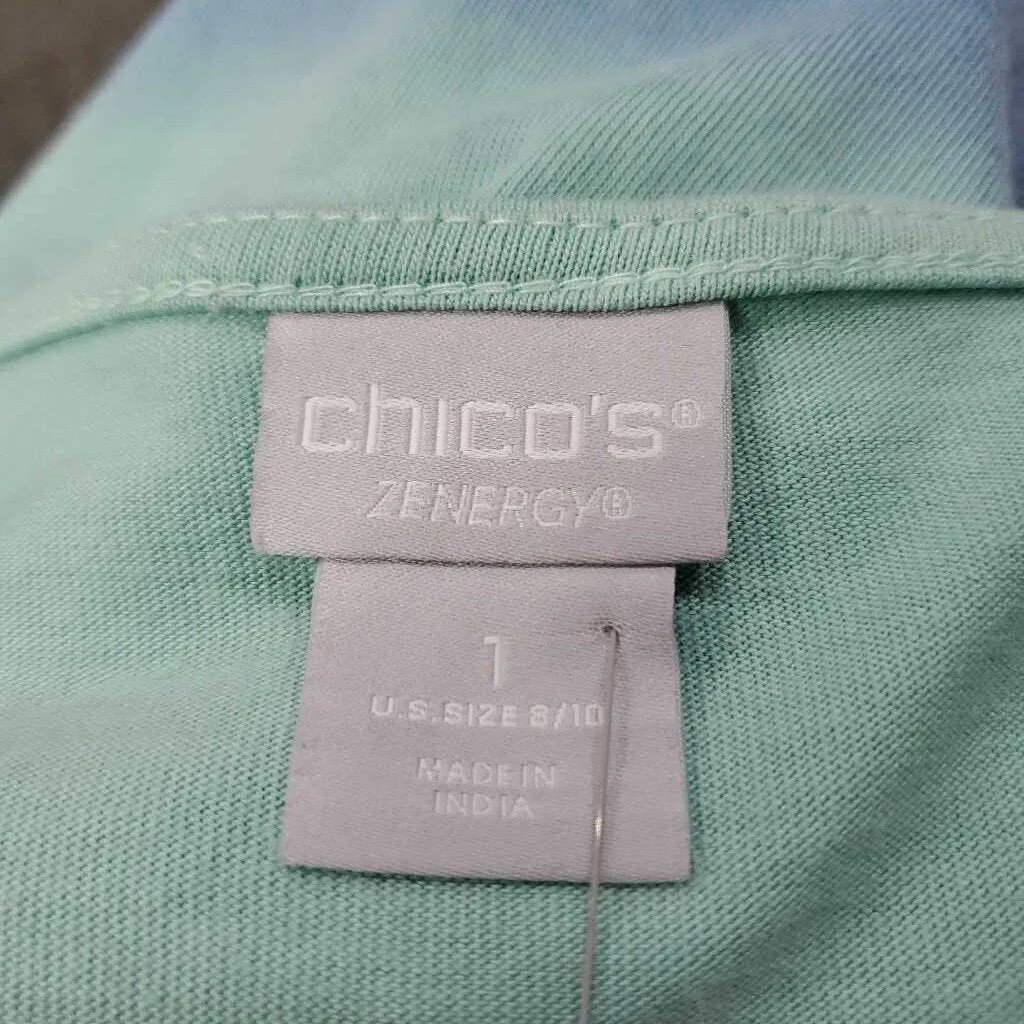 chico's®
ZENERGY®
1
U.S. SIZE 8/10
MADE IN
INDIA